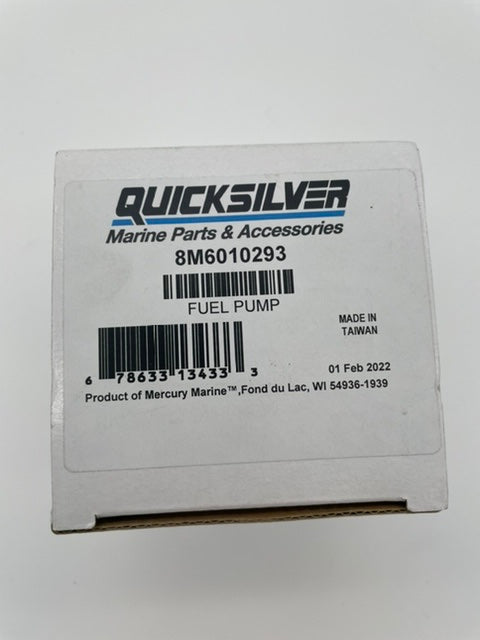 QUICKSILVER
Marine Parts & Accessories
8M6010293
FUEL PUMP
MADE IN
TAIWAN
6 78633 13433 3
01 Feb 2022
Product of Mercury Marine™,Fond du Lac, WI 54936-1939